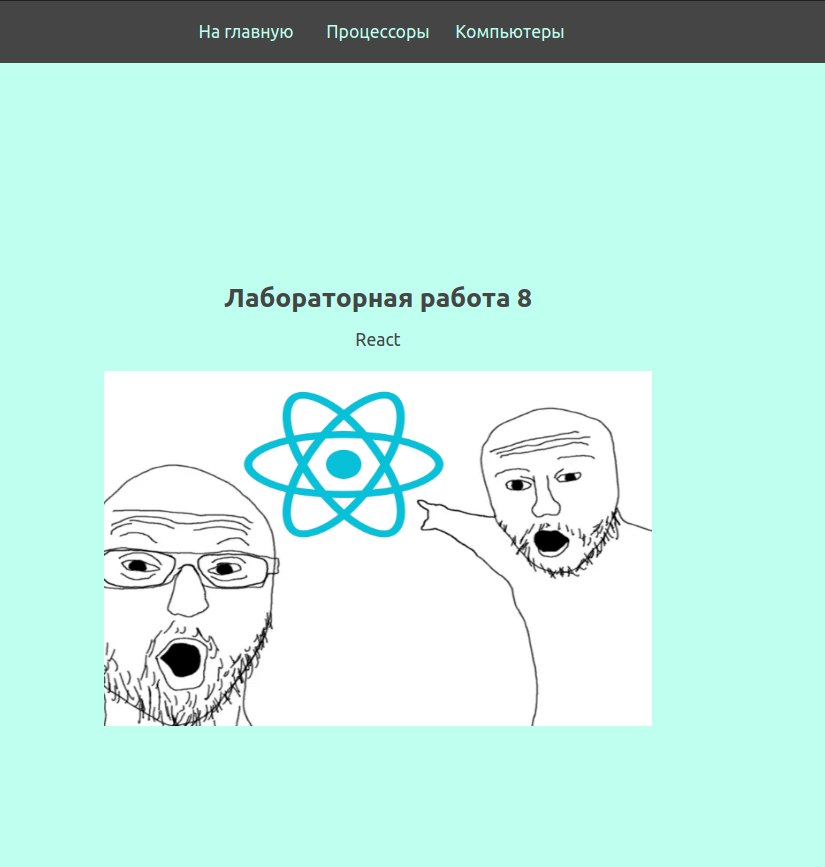 На главную Процессоры Компьютеры
Лабораторная работа 8
React